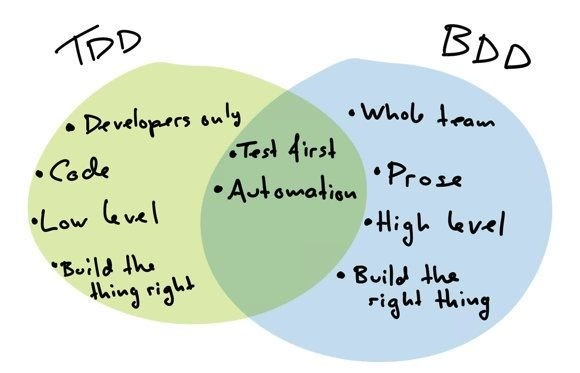 TDD
BDD
• Developers only
• Code
• Low level
• Build the
thing right
• Test first
• Automation
• Whole team
• Prose
• High level
• Build the
right thing